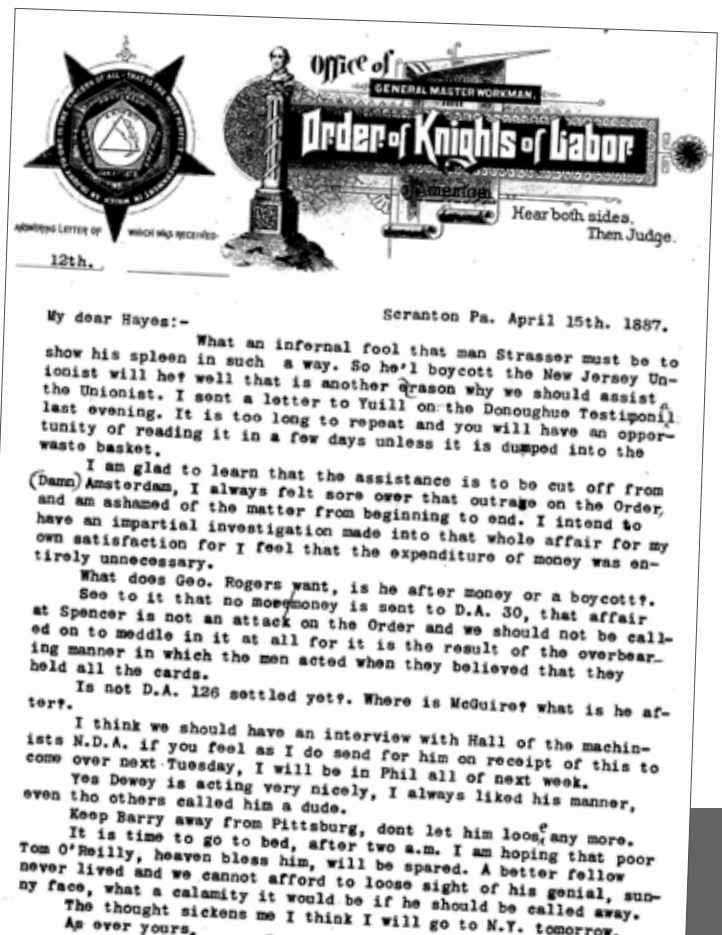 Office of
GENERAL MASTER WORKMAN.
Order of Knights of Labor
of America
Hear both sides.
Then Judge.
ANSWERING LETTER OF WHICH WAS RECEIVED
12th.
Scranton Pa. April 15th. 1887.
My dear Hayes:-
What an infernal fool that man Strasser must be to
show his spleen in such a way. So he'l boycott the New Jersey Un-
ionist will he? well that is another reason why we should assist
the Unionist. I sent a letter to Yuill on the Donoughue Testimonil
last evening. It is too long to repeat and you will have an oppor-
tunity of reading it in a few days unless it is dumped into the
waste basket.
I am glad to learn that the assistance is to be cut off from
(Damn) Amsterdam, I always felt sore over that outrage on the Order,
and am ashamed of the matter from beginning to end. I intend to
have an impartial investigation made into that whole affair for my
own satisfaction for I feel that the expenditure of money was en-
tirely unnecessary.
What does Geo. Rogers want, is he after money or a boycott?.
See to it that no more money is sent to D.A. 30, that affair
at Spencer is not an attack on the Order and we should not be call-
ed on to meddle in it at all for it is the result of the overbear-
ing manner in which the men acted when they believed that they
held all the cards.
Is not D.A. 126 settled yet?. Where is McGuire? what is he af-
ter?.
I think we should have an interview with Hall of the machin-
ists N.D.A. if you feel as I do send for him on receipt of this to
come over next Tuesday, I will be in Phil all of next week.
Yes Dewey is acting very nicely, I always liked his manner,
even tho others called him a dude.
Keep Barry away from Pittsburg, dont let him loose any more.
It is time to go to bed, after two a.m. I am hoping that poor
Tom O'Reilly, heaven bless him, will be spared. A better fellow
never lived and we cannot afford to loose sight of his genial, sun-
ny face, what a calamity it would be if he should be called away.
The thought sickens me I think I will go to N.Y. tomorrow.
As ever yours.